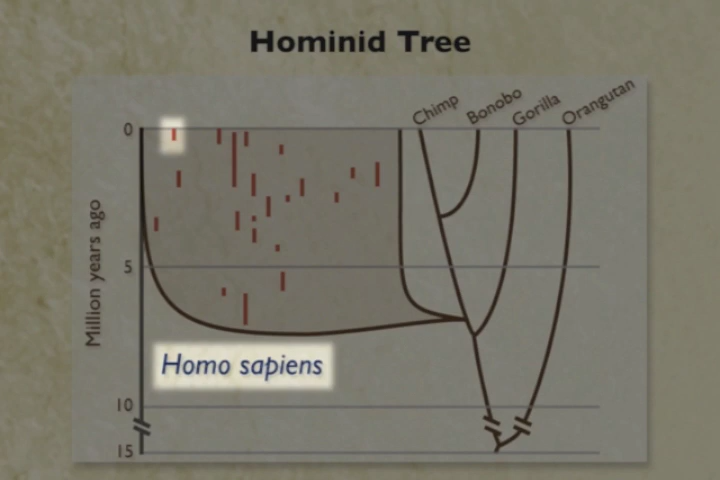 Hominid Tree
Chimp
Bonobo
Gorilla
Orangutan
0
5
10
15
Million years ago
Homo sapiens